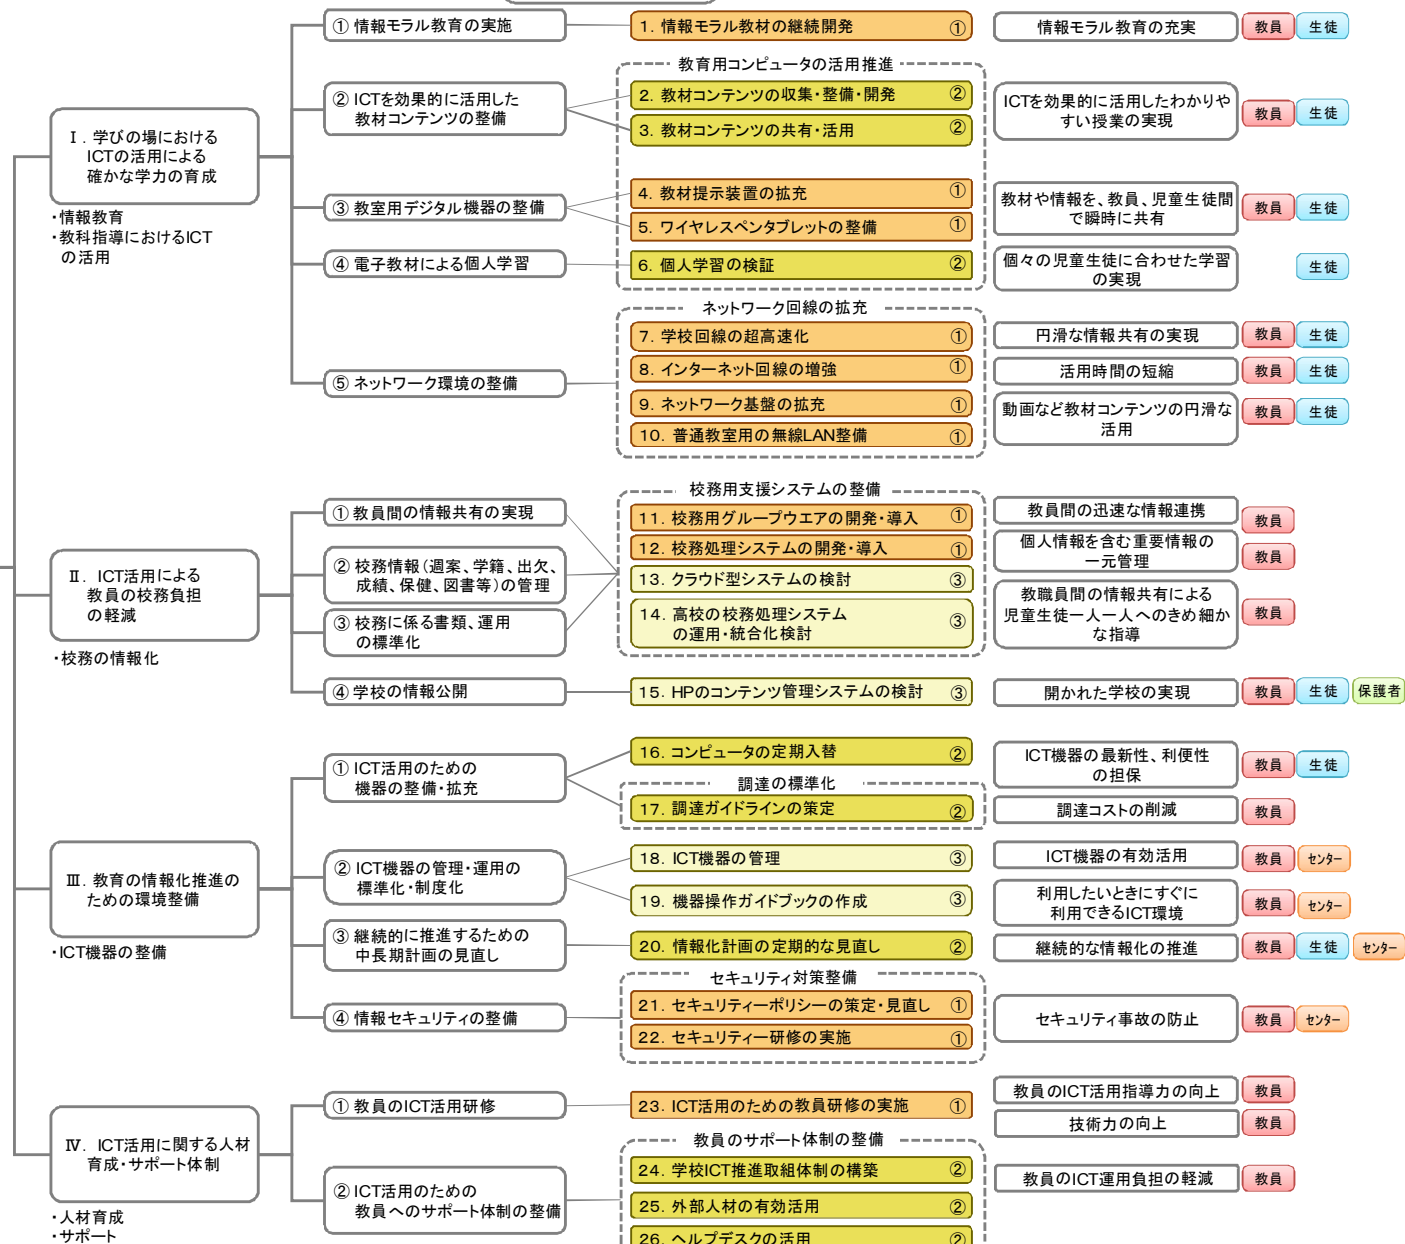 ① 情報モラル教育の実施
1. 情報モラル教材の継続開発 ①
情報モラル教育の充実
教員 生徒
Ⅰ. 学びの場における
ICTの活用による
確かな学力の育成
・情報教育
・教科指導におけるICT
の活用
② ICTを効果的に活用した
教材コンテンツの整備
教育用コンピュータの活用推進
2. 教材コンテンツの収集・整備・開発 ②
3. 教材コンテンツの共有・活用 ②
ICTを効果的に活用したわかりや
すい授業の実現
教員 生徒
③ 教室用デジタル機器の整備
4. 教材提示装置の拡充 ①
5. ワイヤレスペンタブレットの整備 ①
教材や情報を、教員、児童生徒間
で瞬時に共有
教員 生徒
④ 電子教材による個人学習
6. 個人学習の検証 ②
個々の児童生徒に合わせた学習
の実現
生徒
⑤ ネットワーク環境の整備
ネットワーク回線の拡充
7. 学校回線の超高速化 ①
円滑な情報共有の実現
教員 生徒
8. インターネット回線の増強 ①
活用時間の短縮
教員 生徒
9. ネットワーク基盤の拡充 ①
10. 普通教室用の無線LAN整備 ①
動画など教材コンテンツの円滑な
活用
教員 生徒
Ⅱ. ICT活用による
教員の校務負担
の軽減
・校務の情報化
① 教員間の情報共有の実現
② 校務情報（週案、学籍、出欠、
成績、保健、図書等）の管理
③ 校務に係る書類、運用
の標準化
校務用支援システムの整備
11. 校務用グループウエアの開発・導入 ①
12. 校務処理システムの開発・導入 ①
13. クラウド型システムの検討 ③
14. 高校の校務処理システム
の運用・統合化検討 ③
教員間の迅速な情報連携
教員
個人情報を含む重要情報の
一元管理
教員
教職員間の情報共有による
児童生徒一人一人へのきめ細か
な指導
教員
④ 学校の情報公開
15. HPのコンテンツ管理システムの検討 ③
開かれた学校の実現
教員 生徒 保護者
Ⅲ. 教育の情報化推進の
ための環境整備
・ICT機器の整備
① ICT活用のための
機器の整備・拡充
16. コンピュータの定期入替 ②
ICT機器の最新性、利便性
の担保
教員 生徒
調達の標準化
17. 調達ガイドラインの策定 ②
調達コストの削減
教員
② ICT機器の管理・運用の
標準化・制度化
18. ICT機器の管理 ③
ICT機器の有効活用
教員 センター
19. 機器操作ガイドブックの作成 ③
利用したいときにすぐに
利用できるICT環境
教員 センター
③ 継続的に推進するための
中長期計画の見直し
20. 情報化計画の定期的な見直し ②
継続的な情報化の推進
教員 生徒 センター
④ 情報セキュリティの整備
セキュリティ対策整備
21. セキュリティーポリシーの策定・見直し ①
22. セキュリティー研修の実施 ①
セキュリティ事故の防止
教員 センター
Ⅳ. ICT活用に関する人材
育成・サポート体制
・人材育成
・サポート
① 教員のICT活用研修
23. ICT活用のための教員研修の実施 ①
教員のICT活用指導力の向上
教員
技術力の向上
教員
② ICT活用のための
教員へのサポート体制の整備
教員のサポート体制の整備
24. 学校ICT推進取組体制の構築 ②
25. 外部人材の有効活用 ②
26. ヘルプデスクの活用 ②
教員のICT運用負担の軽減
教員